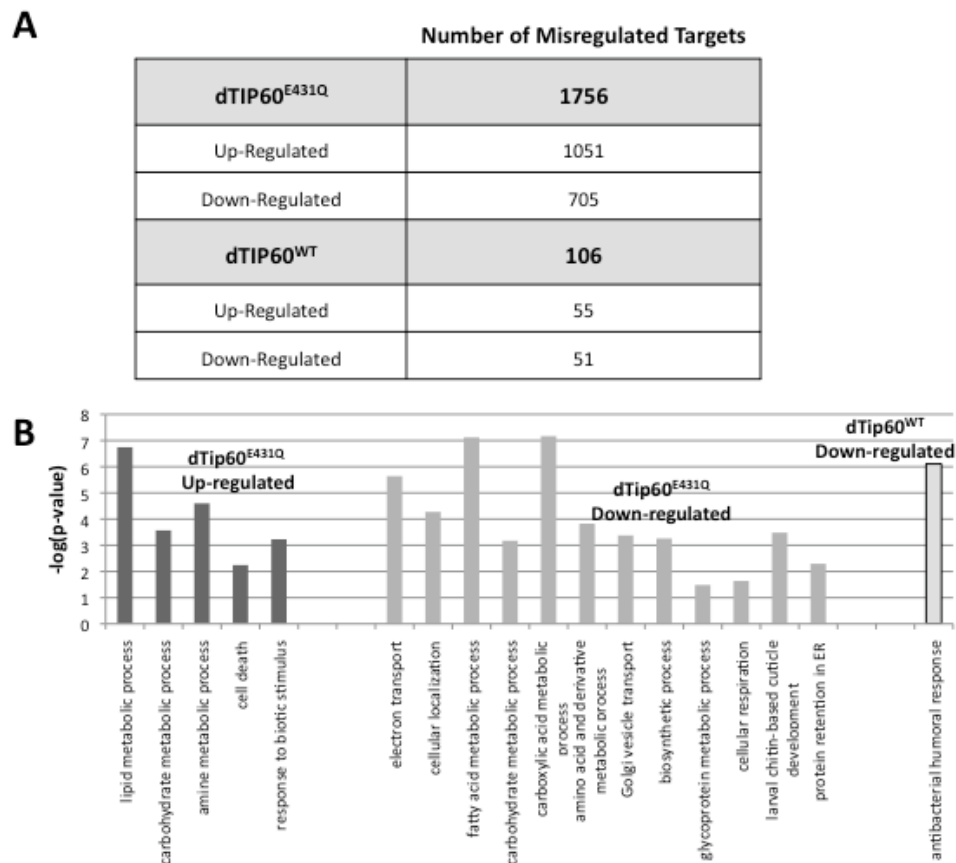 A
Number of Misregulated Targets
dTIP60E431Q 1756
Up-Regulated 1051
Down-Regulated 705
dTIP60WT 106
Up-Regulated 55
Down-Regulated 51
B
-log(p-value)
8
7
6
5
4
3
2
1
0
dTip60E431Q
Up-regulated
dTip60E431Q
Down-regulated
dTip60WT
Down-regulated
lipid metabolic process
carbohydrate metabolic process
amine metabolic process
cell death
response to biotic stimulus
electron transport
cellular localization
fatty acid metabolic process
carbohydrate metabolic process
carboxylic acid metabolic
process
amino acid and derivative
metabolic process
Golgi vesicle transport
biosynthetic process
glycoprotein metabolic process
cellular respiration
larval chitin-based cuticle
development
protein retention in ER
antibacterial humoral response